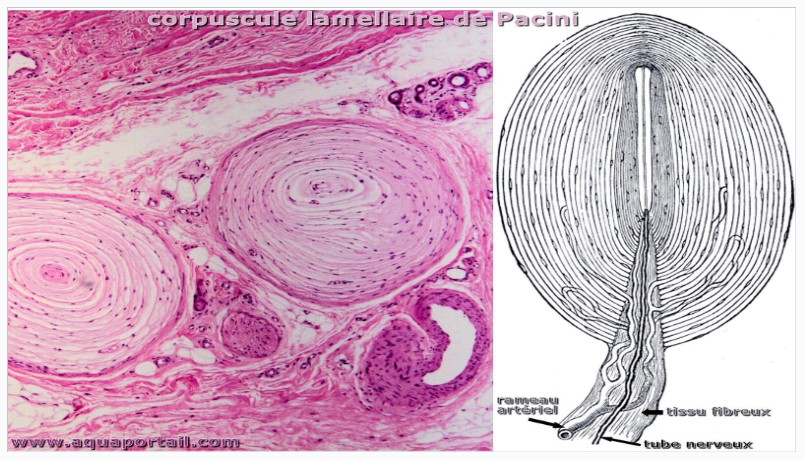 corpuscule lamellaire de Pacini
rameau
artériel
tissu fibreux
tube nerveux
www.aquaportail.com